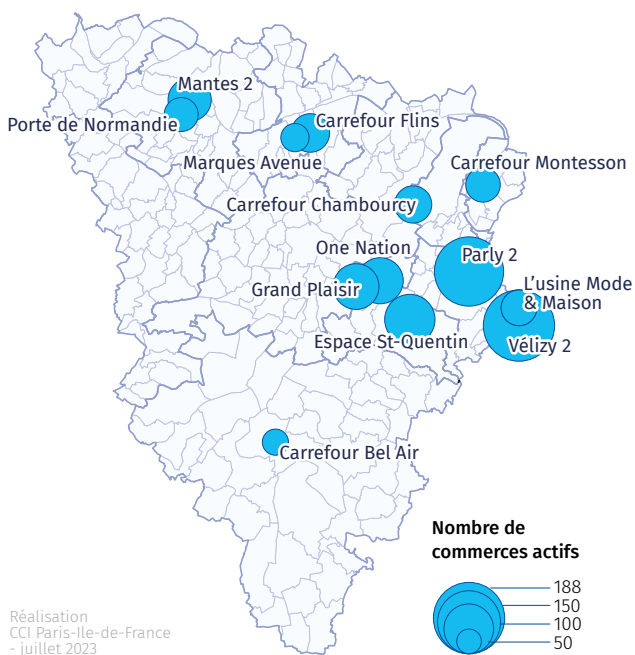 Mantes 2
Porte de Normandie
Carrefour Flins
Marques Avenue
Carrefour Montesson
Carrefour Chambourcy
One Nation
Parly 2
Grand Plaisir
L'usine Mode
& Maison
Espace St-Quentin
Vélizy 2
Carrefour Bel Air
Nombre de
commerces actifs
188
150
100
50
Réalisation
CCI Paris-Ile-de-France
- juillet 2023